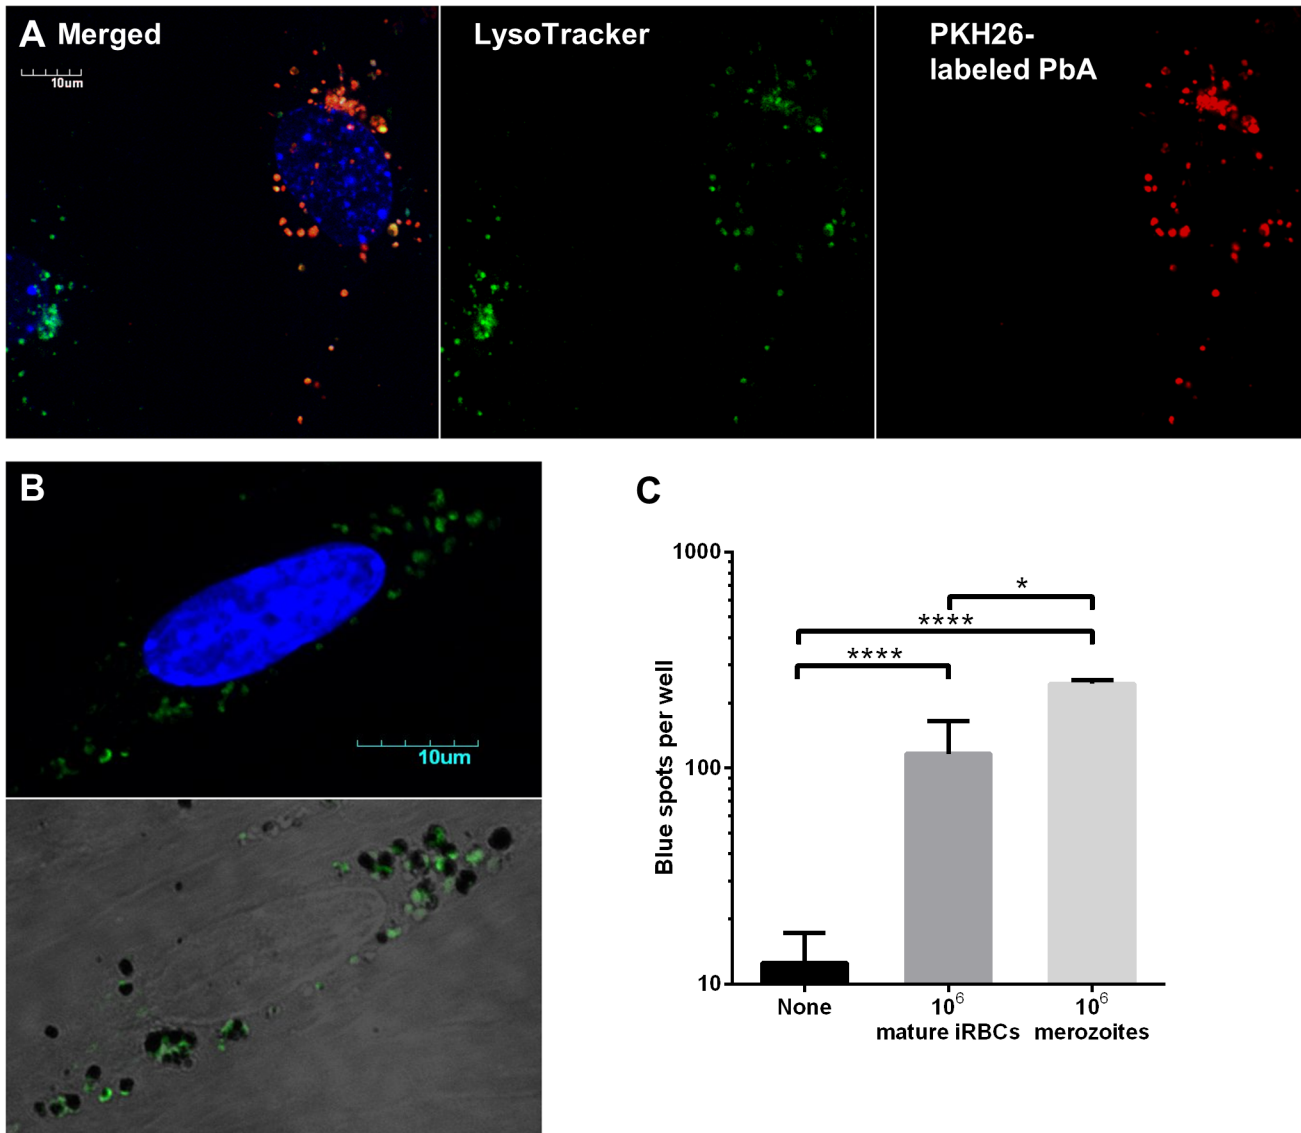 A Merged
LysoTracker
PKH26-
labeled PbA
10um
B
10um
C
Blue spots per well
1000
100
10
*
****
****
None
10⁶
mature iRBCs
10⁶
merozoites